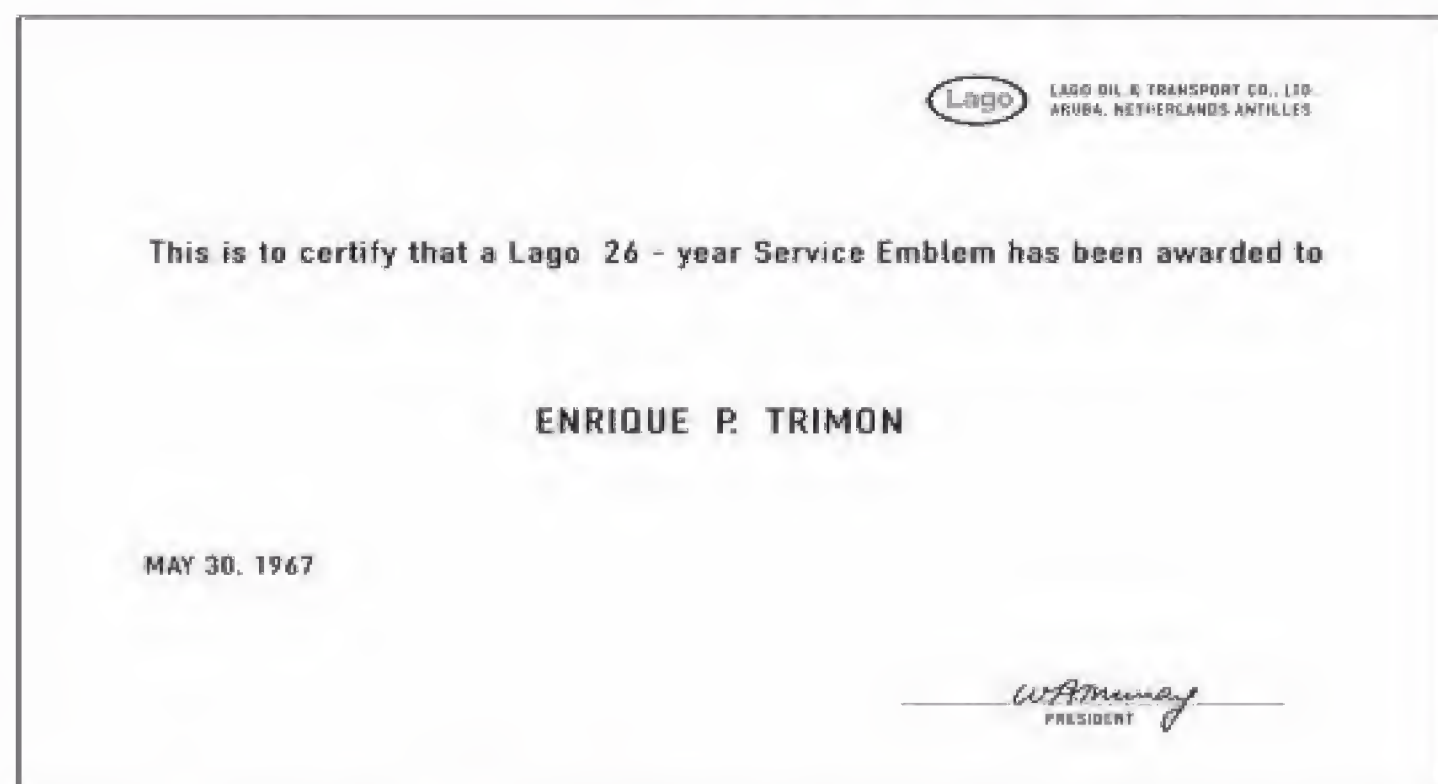 Lago
LAGO OIL & TRANSPORT CO., LTD.
ARUBA, NETHERLANDS ANTILLES
This is to certify that a Lago 26 - year Service Emblem has been awarded to
ENRIQUE P. TRIMON
MAY 30, 1967
WAMurray
PRESIDENT